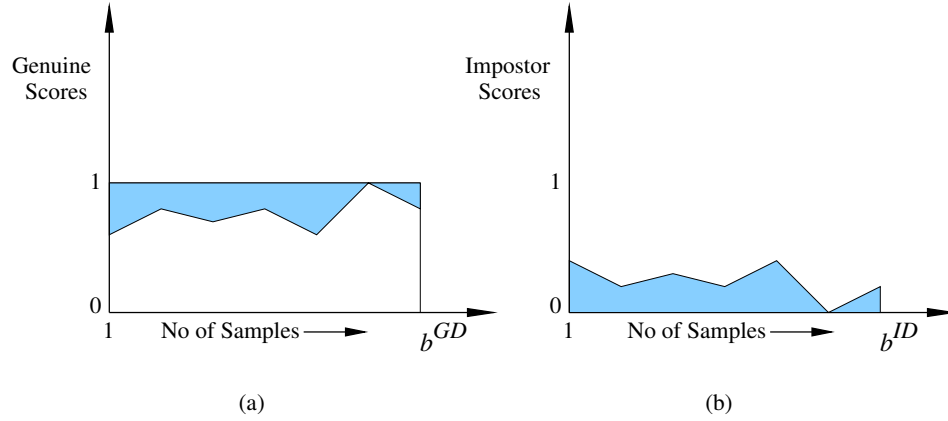 Genuine
Scores
1
0
1
No of Samples
b^GD
(a)
Impostor
Scores
1
0
1
No of Samples
b^ID
(b)